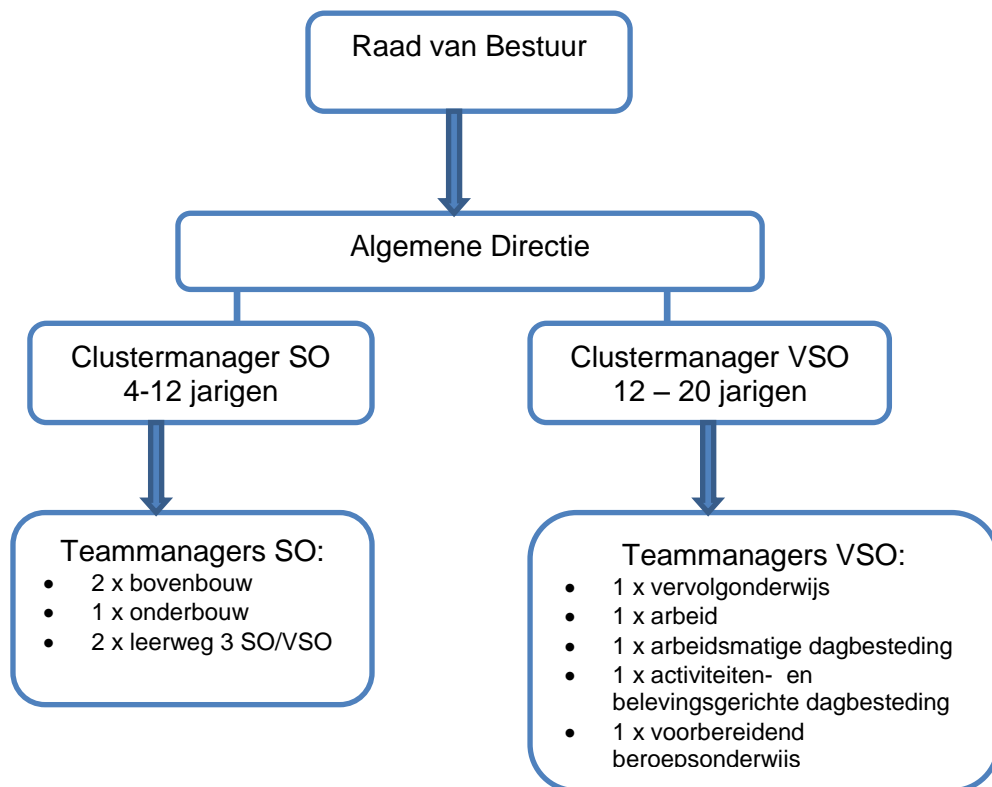 Raad van Bestuur
Algemene Directie
Clustermanager SO
4-12 jarigen
Clustermanager VSO
12 – 20 jarigen
Teammanagers SO:
• 2 x bovenbouw
• 1 x onderbouw
• 2 x leerweg 3 SO/VSO
Teammanagers VSO:
• 1 x vervolgonderwijs
• 1 x arbeid
• 1 x arbeidsmatige dagbesteding
• 1 x activiteiten- en
belevingsgerichte dagbesteding
• 1 x voorbereidend
beroepsonderwijs